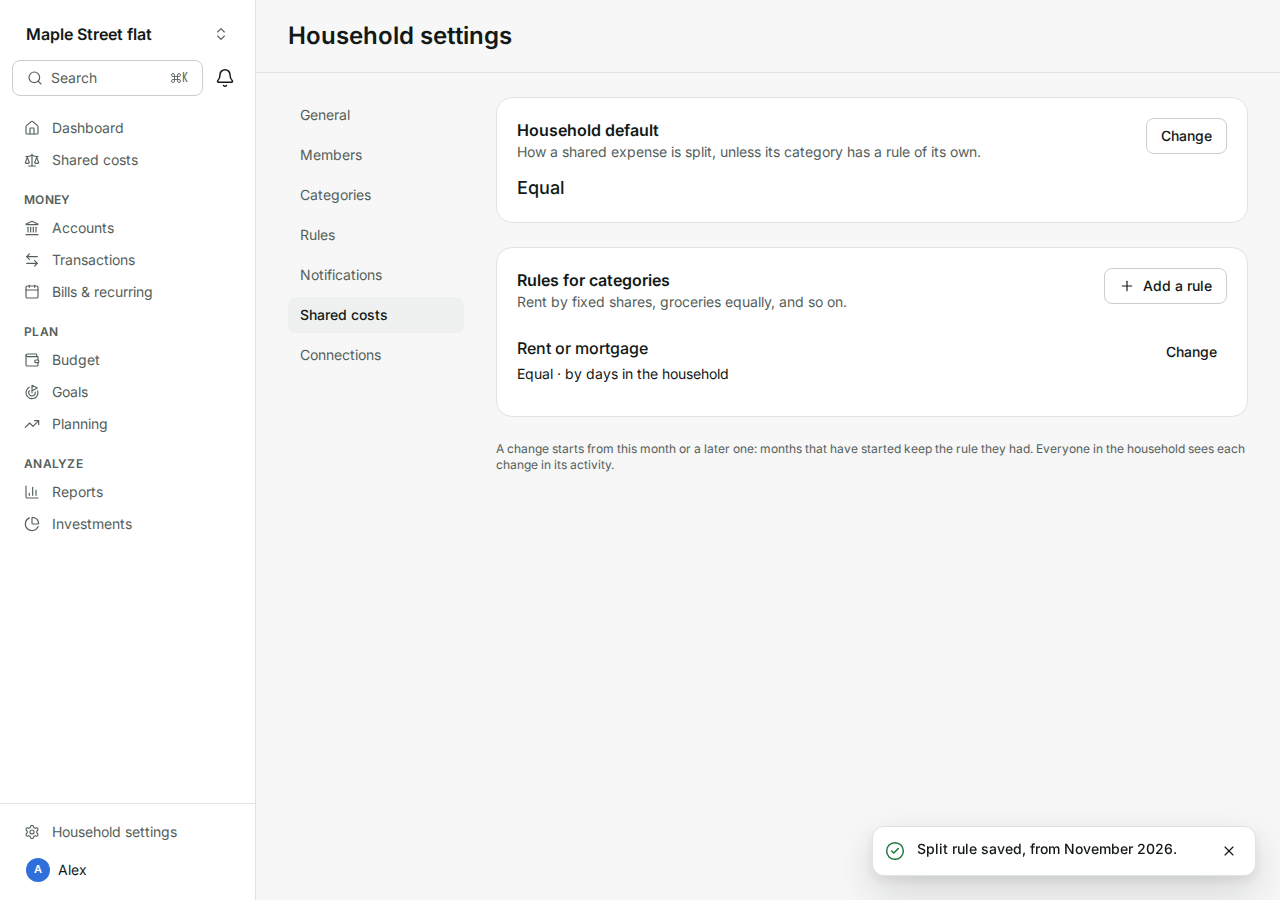 Maple Street flat
Search ⌘K
Dashboard
Shared costs
MONEY
Accounts
Transactions
Bills & recurring
PLAN
Budget
Goals
Planning
ANALYZE
Reports
Investments
Household settings
A Alex
Household settings
General
Members
Categories
Rules
Notifications
Shared costs
Connections
Household default
How a shared expense is split, unless its category has a rule of its own.
Change
Equal
Rules for categories
Rent by fixed shares, groceries equally, and so on.
Add a rule
Rent or mortgage
Equal · by days in the household
Change
A change starts from this month or a later one: months that have started keep the rule they had. Everyone in the household sees each
change in its activity.
Split rule saved, from November 2026.